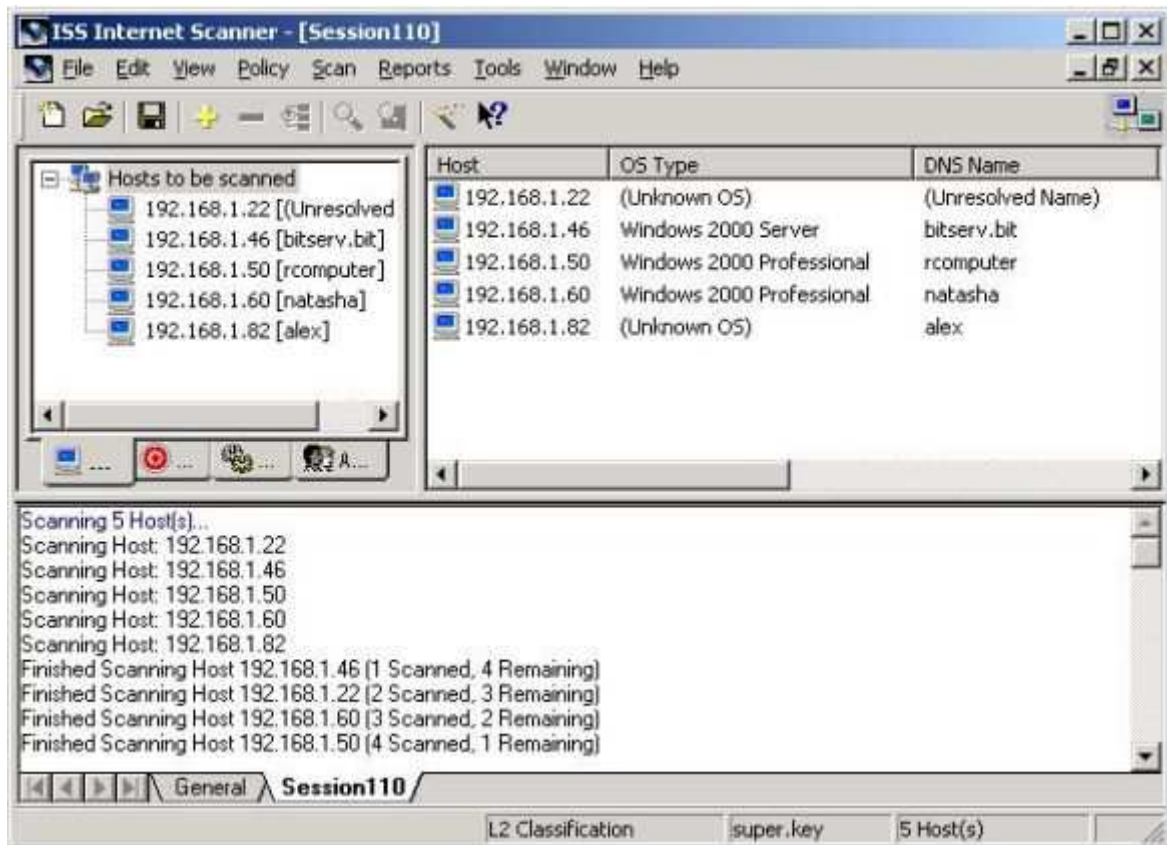 ISS Internet Scanner - [Session110]
File Edit View Policy Scan Reports Tools Window Help
Hosts to be scanned
192.168.1.22 [(Unresolved
192.168.1.46 [bitserv.bit]
192.168.1.50 [rcomputer]
192.168.1.60 [natasha]
192.168.1.82 [alex]
... ... ... A...
Host OS Type DNS Name
192.168.1.22 (Unknown OS) (Unresolved Name)
192.168.1.46 Windows 2000 Server bitserv.bit
192.168.1.50 Windows 2000 Professional rcomputer
192.168.1.60 Windows 2000 Professional natasha
192.168.1.82 (Unknown OS) alex
Scanning 5 Host(s)...
Scanning Host: 192.168.1.22
Scanning Host: 192.168.1.46
Scanning Host: 192.168.1.50
Scanning Host: 192.168.1.60
Scanning Host: 192.168.1.82
Finished Scanning Host 192.168.1.46 (1 Scanned, 4 Remaining)
Finished Scanning Host 192.168.1.22 (2 Scanned, 3 Remaining)
Finished Scanning Host 192.168.1.60 (3 Scanned, 2 Remaining)
Finished Scanning Host 192.168.1.50 (4 Scanned, 1 Remaining)
General Session110
L2 Classification super.key 5 Host(s)